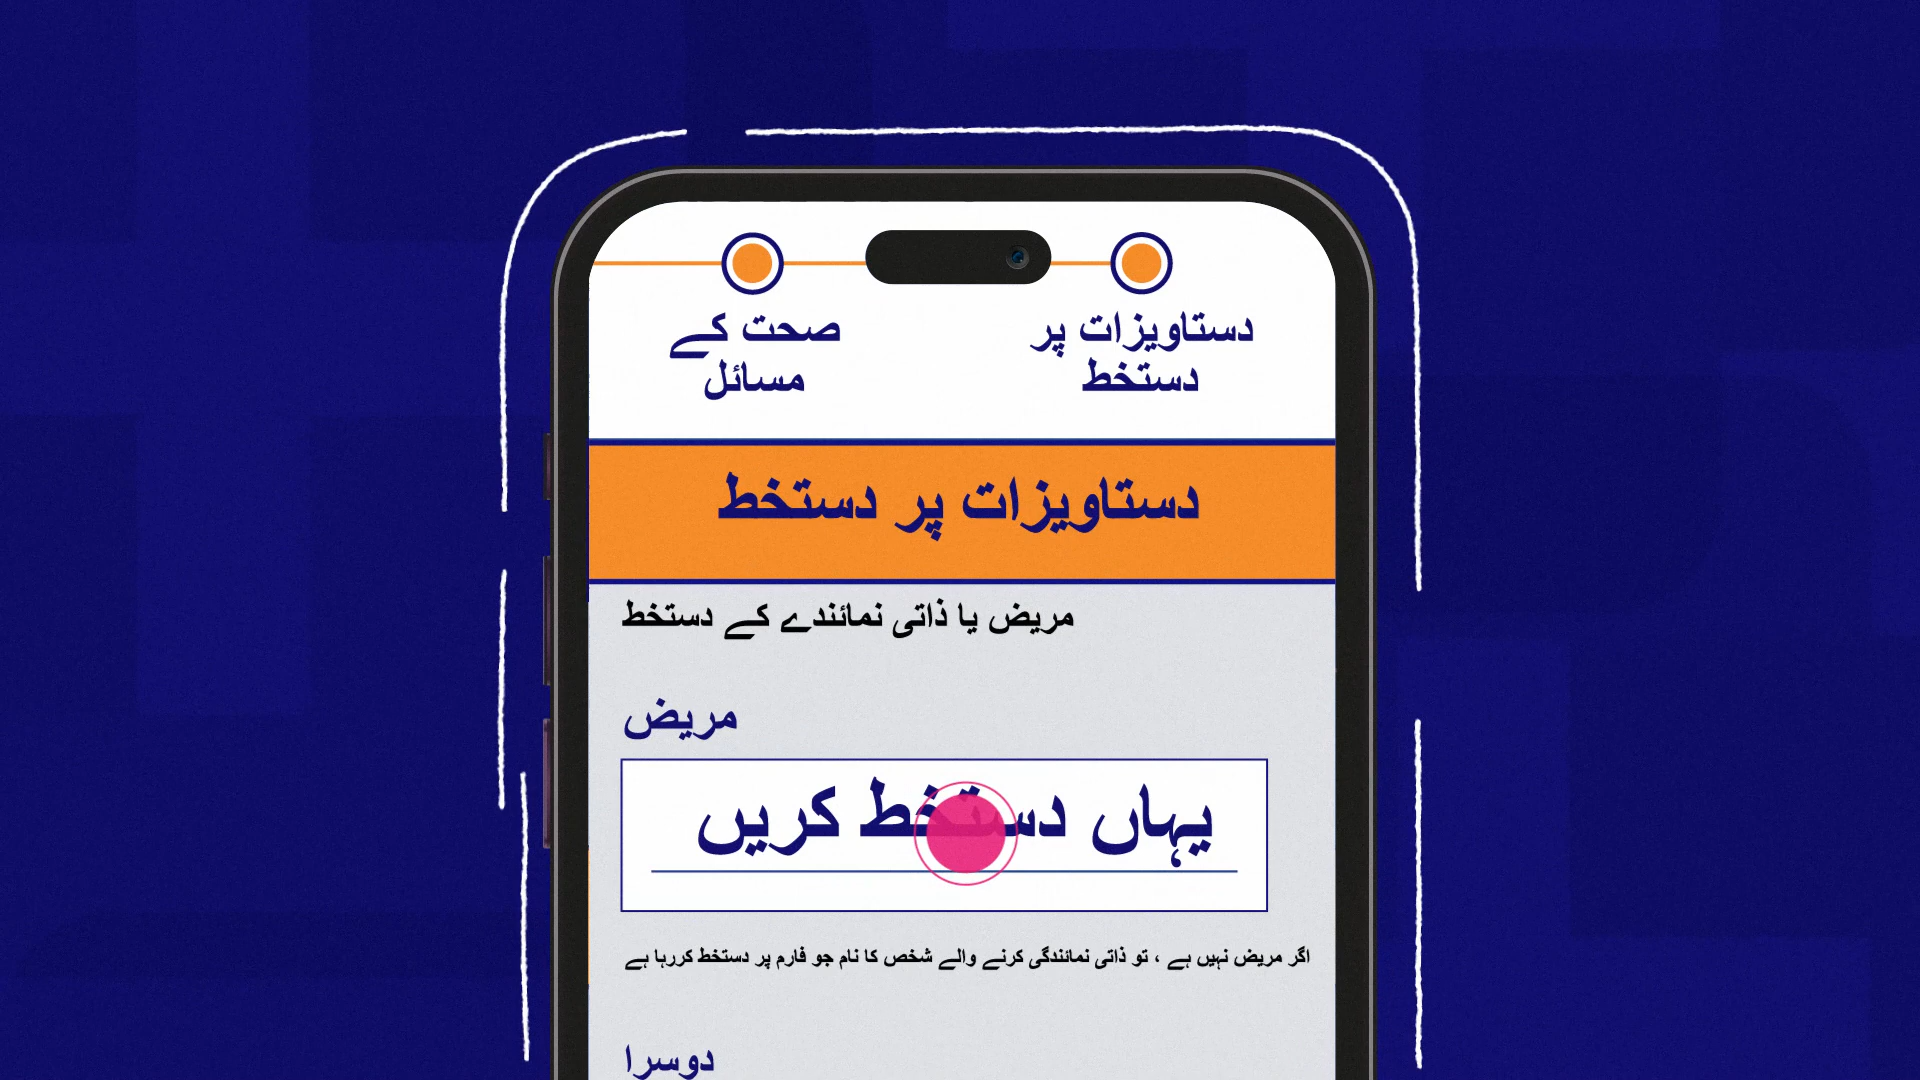 دستاویزات پر
دستخط
صحت کے
مسائل
دستاویزات پر دستخط
مریض یا ذاتی نمائندے کے دستخط
مریض
یہاں دستخط کریں
اگر مریض نہیں ہے ، تو ذاتی نمائندگی کرنے والے شخص کا نام جو فارم پر دستخط کررہا ہے
دوسرا